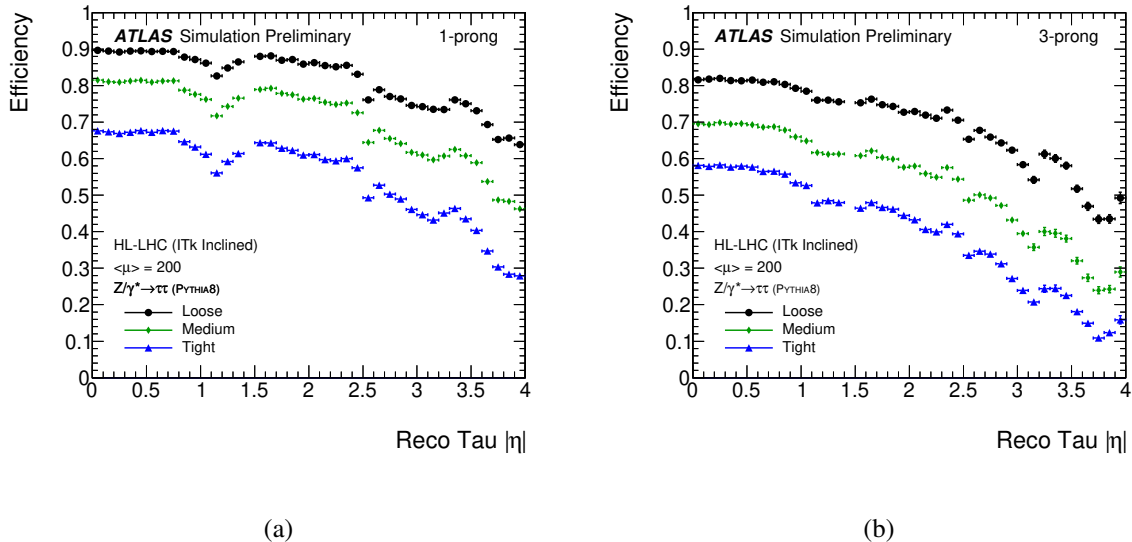 ATLAS Simulation Preliminary 1-prong
Efficiency
1
0.9
0.8
0.7
0.6
0.5
0.4
0.3
0.2
0.1
0
HL-LHC (ITk Inclined)
<μ> = 200
Z/γ*→ττ (PYTHIA8)
Loose
Medium
Tight
0 0.5 1 1.5 2 2.5 3 3.5 4
Reco Tau |η|
(a)
ATLAS Simulation Preliminary 3-prong
Efficiency
1
0.9
0.8
0.7
0.6
0.5
0.4
0.3
0.2
0.1
0
HL-LHC (ITk Inclined)
<μ> = 200
Z/γ*→ττ (PYTHIA8)
Loose
Medium
Tight
0 0.5 1 1.5 2 2.5 3 3.5 4
Reco Tau |η|
(b)